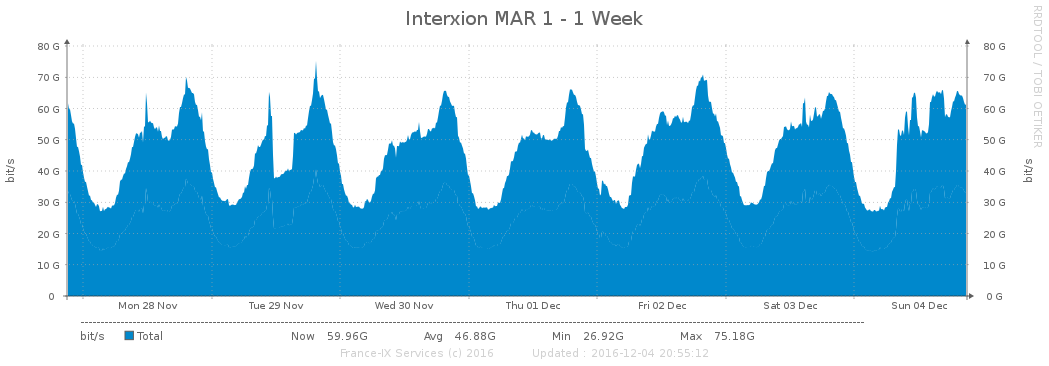 Interxion MAR 1 - 1 Week
RRDTOOL / TOBI OETIKER
bit/s
80 G
70 G
60 G
50 G
40 G
30 G
20 G
10 G
0
80 G
70 G
60 G
50 G
40 G
30 G
20 G
10 G
0 G
bit/s
Mon 28 Nov Tue 29 Nov Wed 30 Nov Thu 01 Dec Fri 02 Dec Sat 03 Dec Sun 04 Dec
bit/s Total Now 59.96G Avg 46.88G Min 26.92G Max 75.18G
France-IX Services (c) 2016 Updated : 2016-12-04 20:55:12